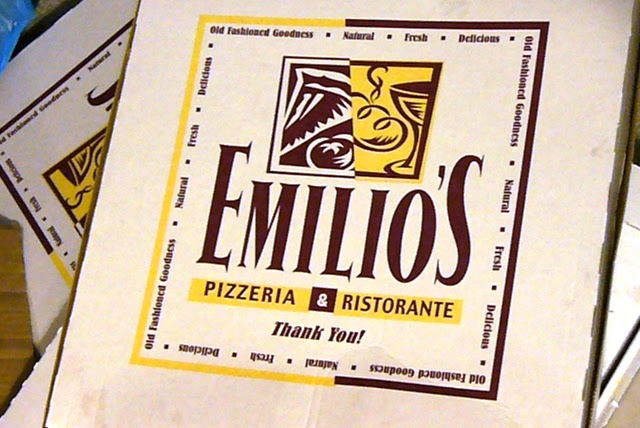 Old Fashioned Goodness ▪ Natural ▪ Fresh ▪ Delicious ▪
Old Fashioned Goodness ▪ Natural ▪ Fresh ▪ Delicious ▪
Old Fashioned Goodness ▪ Natural ▪ Fresh ▪ Delicious ▪
Old Fashioned Goodness ▪ Natural ▪ Fresh ▪ Delicious ▪
EMILIO'S
PIZZERIA & RISTORANTE
Thank You!
Old Fashioned Goodness ▪ Natural ▪
Delicious ▪ Fresh ▪ Natural